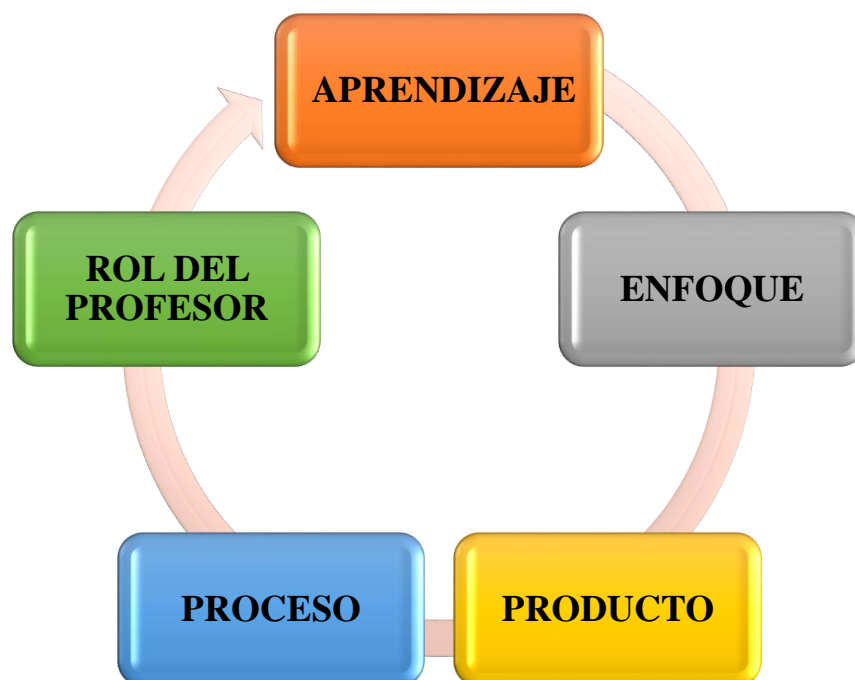 APRENDIZAJE
ENFOQUE
PRODUCTO
PROCESO
ROL DEL
PROFESOR